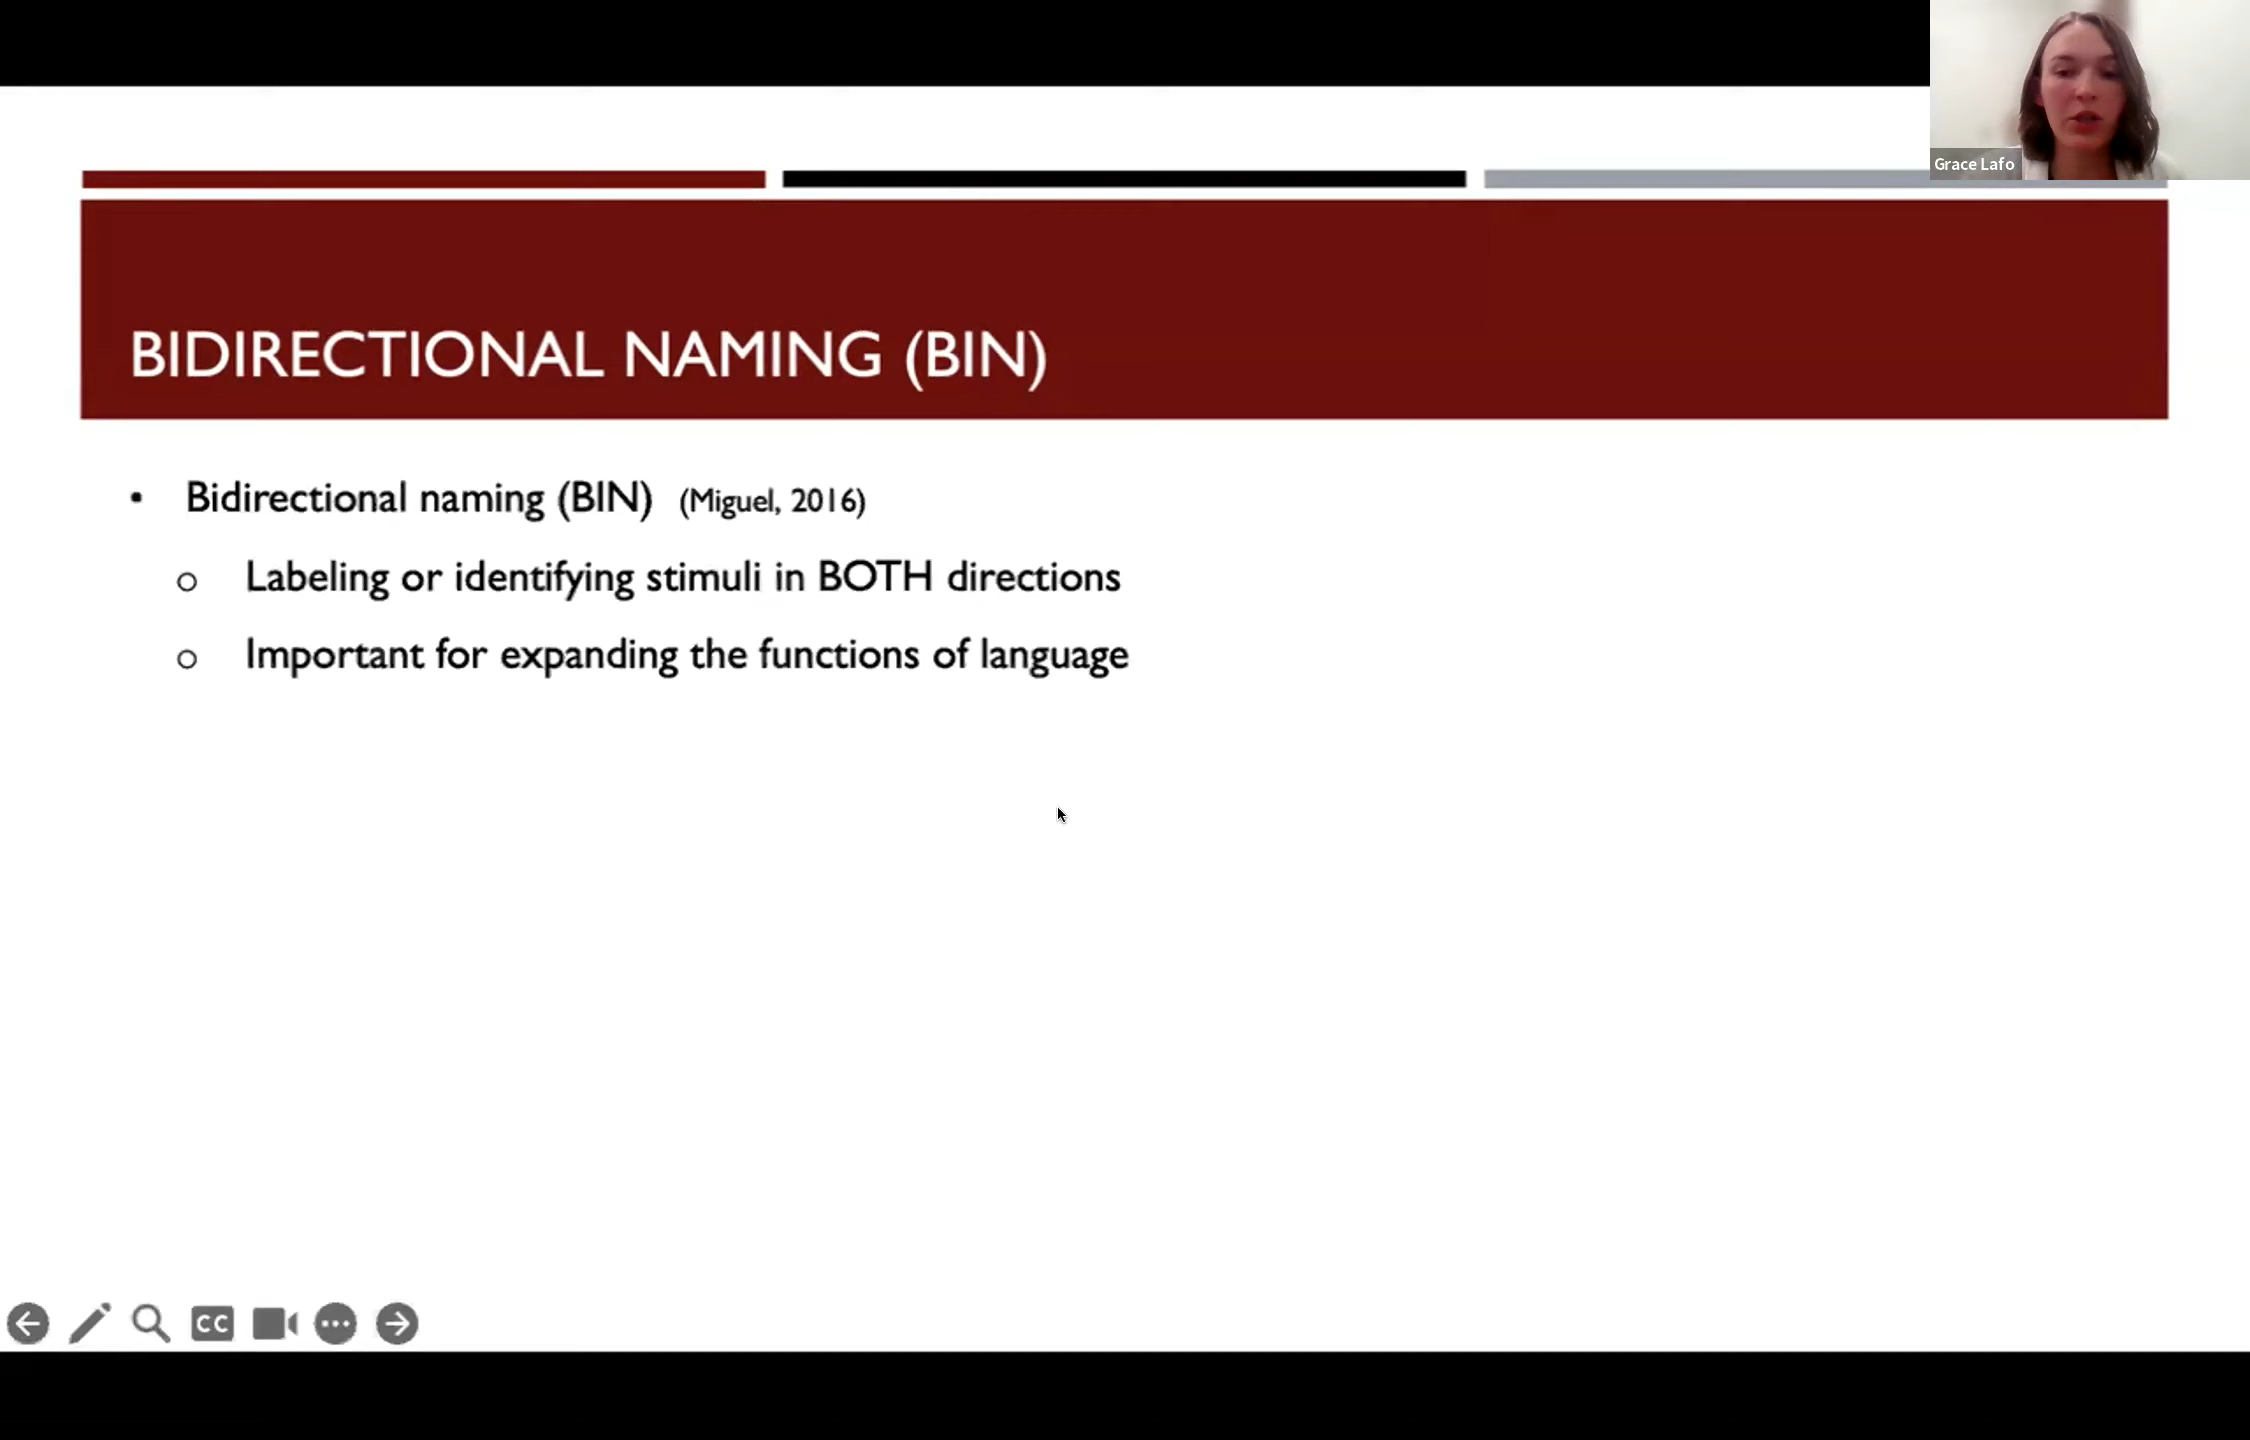 Grace Lafo
BIDIRECTIONAL NAMING (BIN)
• Bidirectional naming (BIN) (Miguel, 2016)
o Labeling or identifying stimuli in BOTH directions
o Important for expanding the functions of language
CC